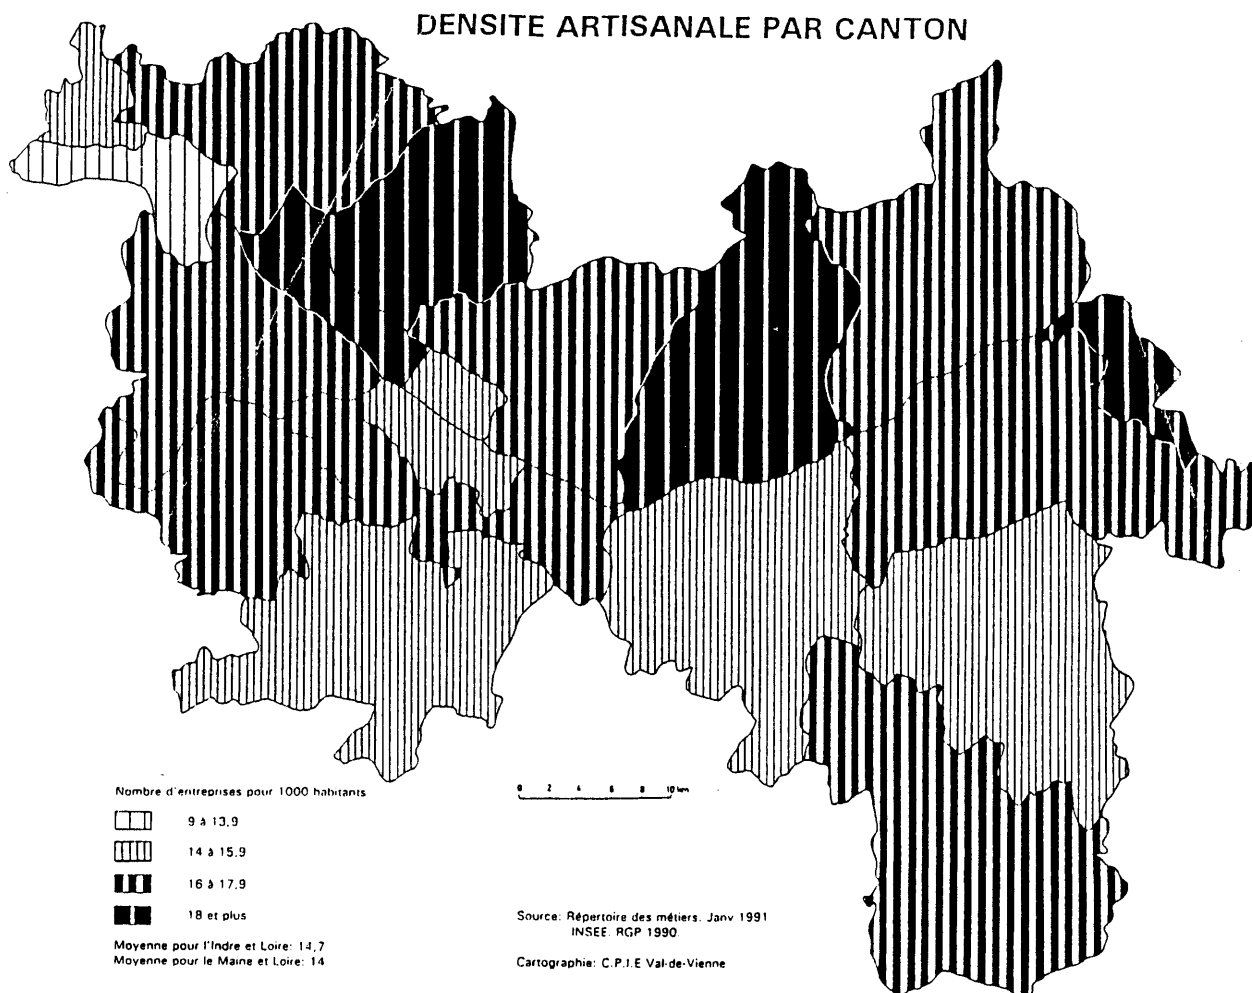 DENSITE ARTISANALE PAR CANTON
Nombre d'entreprises pour 1000 habitants
9 à 13,9
14 à 15,9
16 à 17,9
18 et plus
Moyenne pour l'Indre et Loire: 14,7
Moyenne pour le Maine et Loire: 14
0 2 4 6 8 10 km
Source: Répertoire des métiers. Janv 1991
INSEE. RGP 1990.
Cartographie: C.P.I.E Val-de-Vienne